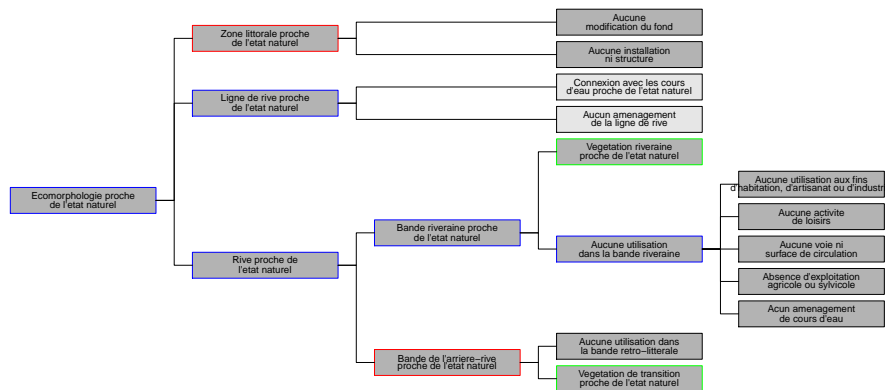 Ecomorphologie proche
de l'etat naturel
Zone littorale proche
de l'etat naturel
Aucune
modification du fond
Aucune installation
ni structure
Ligne de rive proche
de l'etat naturel
Connexion avec les cours
d'eau proche de l'etat naturel
Aucun amenagement
de la ligne de rive
Rive proche de
l'etat naturel
Bande riveraine proche
de l'etat naturel
Vegetation riveraine
proche de l'etat naturel
Aucune utilisation
dans la bande riveraine
Aucune utilisation aux fins
d'habitation, d'artisanat ou d'industr
Aucune activite
de loisirs
Aucune voie ni
surface de circulation
Absence d'exploitation
agricole ou sylvicole
Acun amenagement
de cours d'eau
Bande de l'arriere−rive
proche de l'etat naturel
Aucune utilisation dans
la bande retro−litterale
Vegetation de transition
proche de l'etat naturel